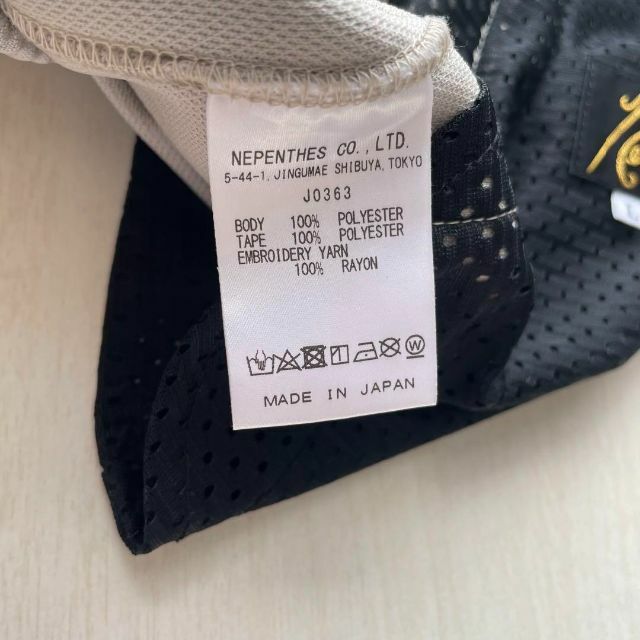 NEPENTHES CO., LTD.
5-44-1, JINGUMAE SHIBUYA, TOKYO
J0363
BODY 100% POLYESTER
TAPE 100% POLYESTER
EMBROIDERY YARN
100% RAYON
MADE IN JAPAN